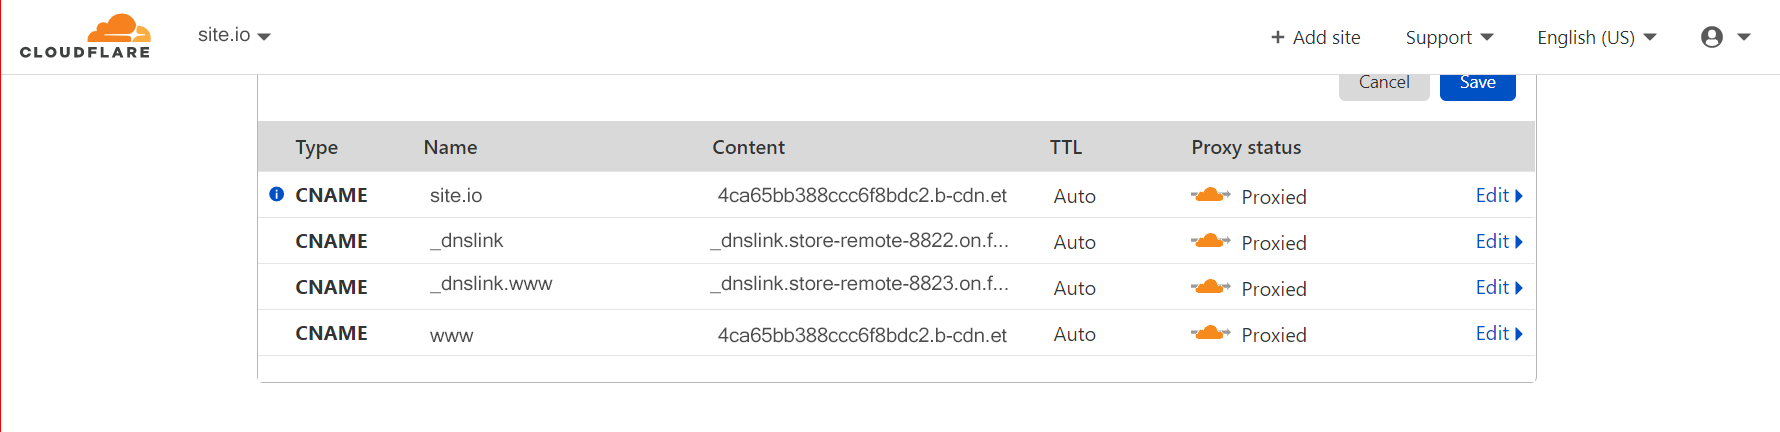 CLOUDFLARE site.io + Add site Support English (US)
Cancel Save
Type Name Content TTL Proxy status
CNAME site.io 4ca65bb388ccc6f8bdc2.b-cdn.et Auto Proxied Edit
CNAME _dnslink _dnslink.store-remote-8822.on.f... Auto Proxied Edit
CNAME _dnslink.www _dnslink.store-remote-8823.on.f... Auto Proxied Edit
CNAME www 4ca65bb388ccc6f8bdc2.b-cdn.et Auto Proxied Edit